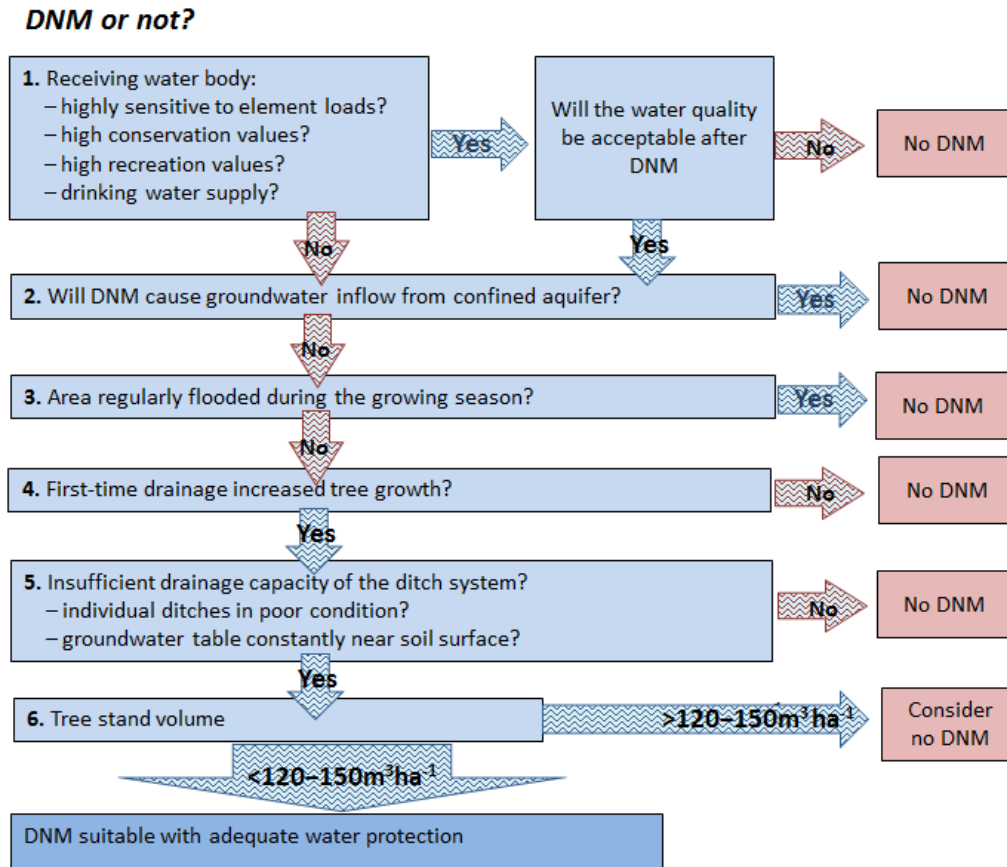 DNM or not?
1. Receiving water body:
– highly sensitive to element loads?
– high conservation values?
– high recreation values?
– drinking water supply?
Yes
Will the water quality
be acceptable after
DNM
No
No DNM
No
Yes
2. Will DNM cause groundwater inflow from confined aquifer?
Yes
No DNM
No
3. Area regularly flooded during the growing season?
Yes
No DNM
No
4. First-time drainage increased tree growth?
No
No DNM
Yes
5. Insufficient drainage capacity of the ditch system?
– individual ditches in poor condition?
– groundwater table constantly near soil surface?
No
No DNM
Yes
6. Tree stand volume
>120–150m³ha⁻¹
Consider
no DNM
<120–150m³ha⁻¹
DNM suitable with adequate water protection